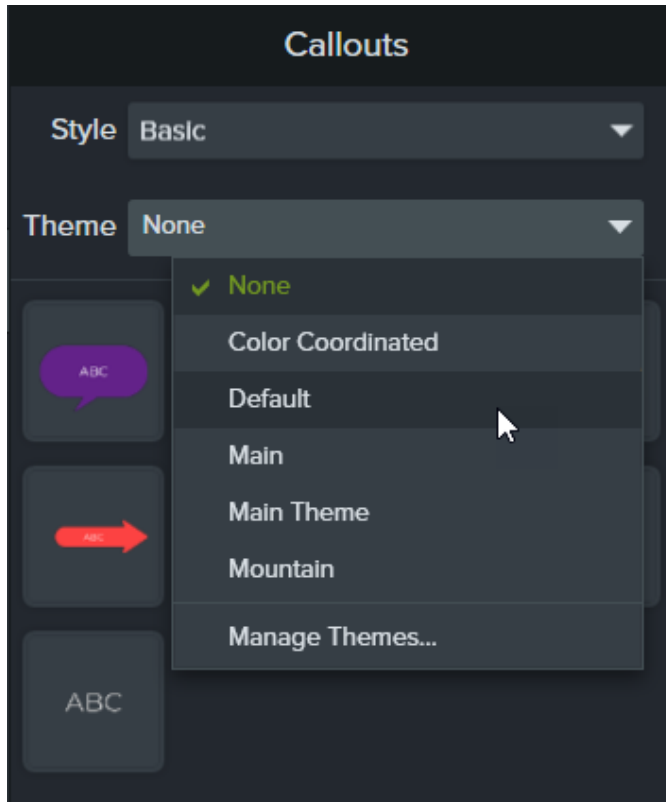 Callouts
Style Basic
Theme None
None
Color Coordinated
ABC
Default
Main
Main Theme
ABC
Mountain
Manage Themes...
ABC